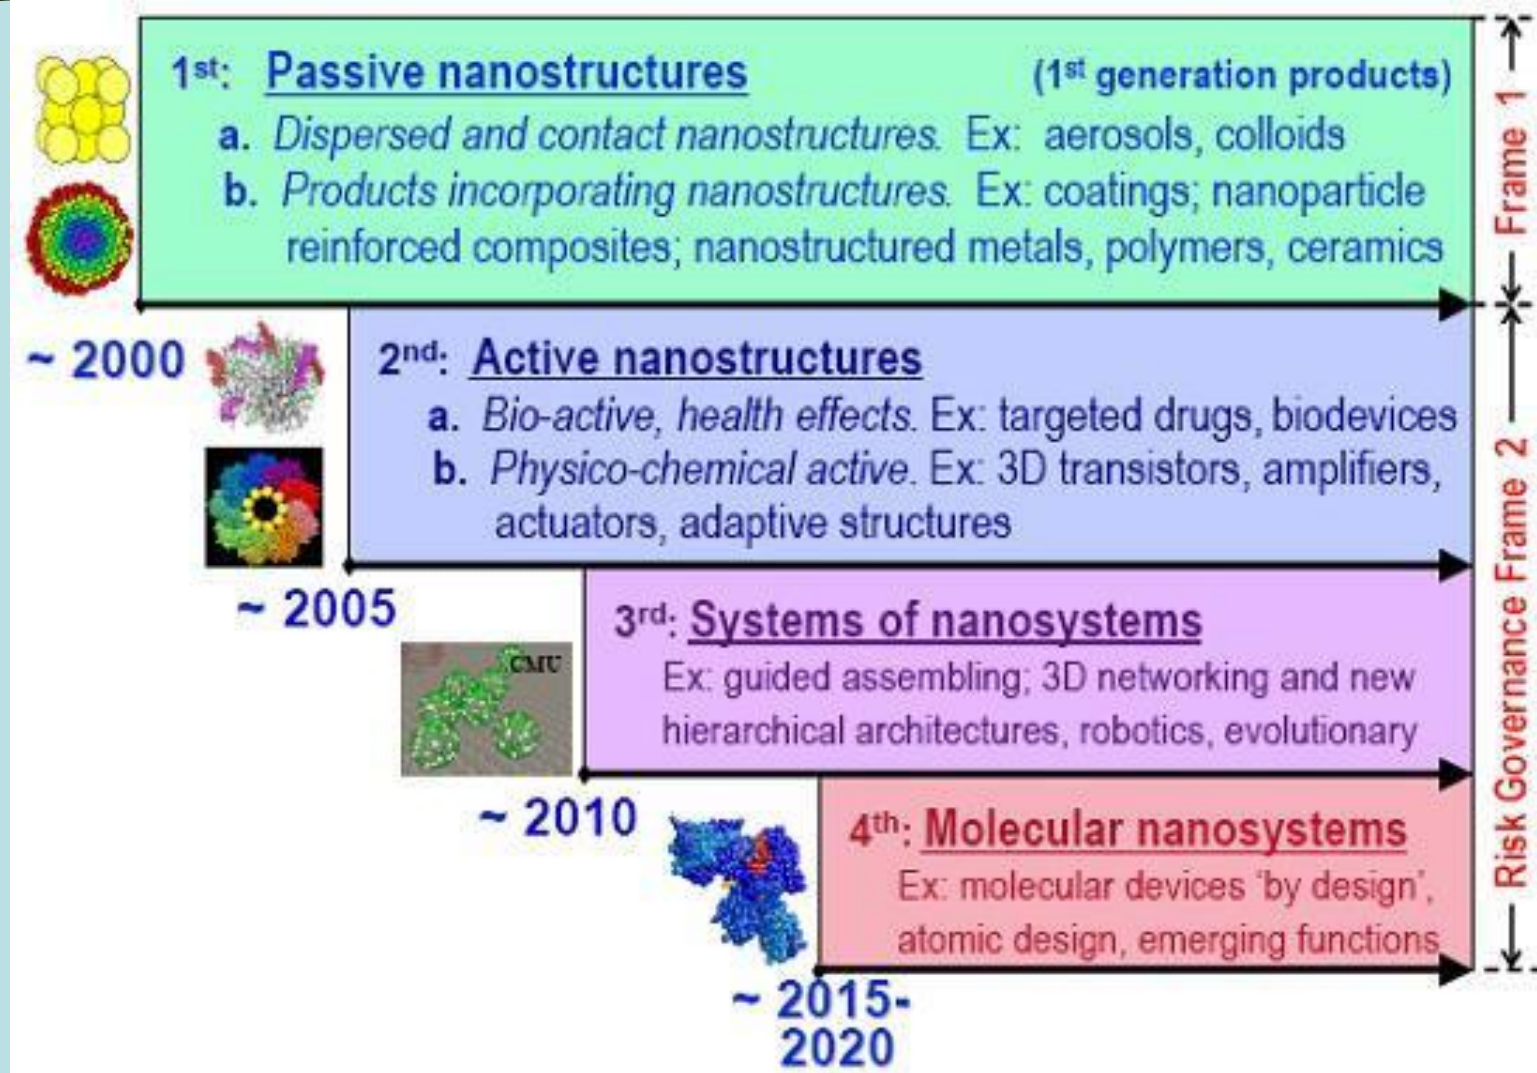 1st: Passive nanostructures (1st generation products)
a. Dispersed and contact nanostructures. Ex: aerosols, colloids
b. Products incorporating nanostructures. Ex: coatings; nanoparticle
reinforced composites; nanostructured metals, polymers, ceramics
Frame 1
~ 2000
2nd: Active nanostructures
a. Bio-active, health effects. Ex: targeted drugs, biodevices
b. Physico-chemical active. Ex: 3D transistors, amplifiers,
actuators, adaptive structures
~ 2005
CMU
3rd: Systems of nanosystems
Ex: guided assembling; 3D networking and new
hierarchical architectures, robotics, evolutionary
~ 2010
4th: Molecular nanosystems
Ex: molecular devices ‘by design’,
atomic design, emerging functions
~ 2015-
2020
Risk Governance Frame 2